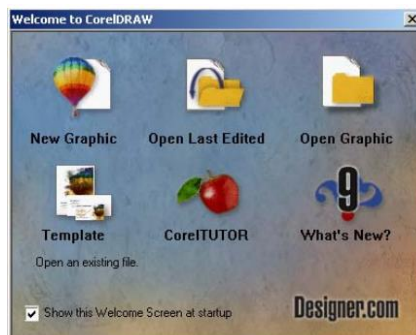 Welcome to CorelDRAW
New Graphic Open Last Edited Open Graphic
9
Template CorelTUTOR What's New?
Open an existing file.
Show this Welcome Screen at startup
Designer.com